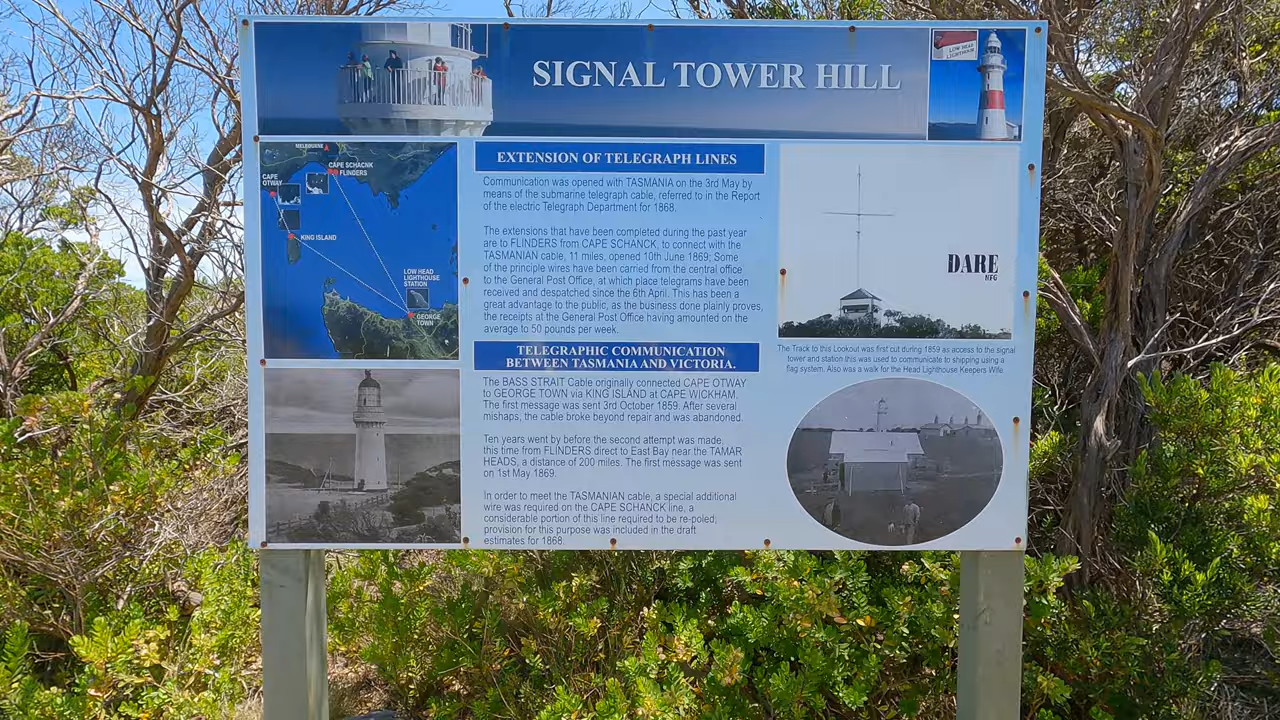 SIGNAL TOWER HILL
LOW HEAD
LIGHTHOUSE
MELBOURNE
CAPE SCHACNK
FLINDERS
CAPE
OTWAY
KING ISLAND
LOW HEAD
LIGHTHOUSE
STATION
GEORGE
TOWN
EXTENSION OF TELEGRAPH LINES
Communication was opened with TASMANIA on the 3rd May by
means of the submarine telegraph cable, referred to in the Report
of the electric Telegraph Department for 1868.
The extensions that have been completed during the past year
are to FLINDERS from CAPE SCHANCK, to connect with the
TASMANIAN cable, 11 miles, opened 10th June 1869; Some
of the principle wires have been carried from the central office
to the General Post Office, at which place telegrams have been
received and despatched since the 6th April. This has been a
great advantage to the public, as the business done plainly proves,
the receipts at the General Post Office having amounted on the
average to 50 pounds per week.
TELEGRAPHIC COMMUNICATION
BETWEEN TASMANIA AND VICTORIA.
The BASS STRAIT Cable originally connected CAPE OTWAY
to GEORGE TOWN via KING ISLAND at CAPE WICKHAM.
The first message was sent 3rd October 1859. After several
mishaps, the cable broke beyond repair and was abandoned.
Ten years went by before the second attempt was made,
this time from FLINDERS direct to East Bay near the TAMAR
HEADS, a distance of 200 miles. The first message was sent
on 1st May 1869.
In order to meet the TASMANIAN cable, a special additional
wire was required on the CAPE SCHANCK line, a
considerable portion of this line required to be re-poled;
provision for this purpose was included in the draft
estimates for 1868.
DARE
MFG
The Track to this Lookout was first cut during 1859 as access to the signal
tower and station this was used to communicate to shipping using a
flag system. Also was a walk for the Head Lighthouse Keepers Wife